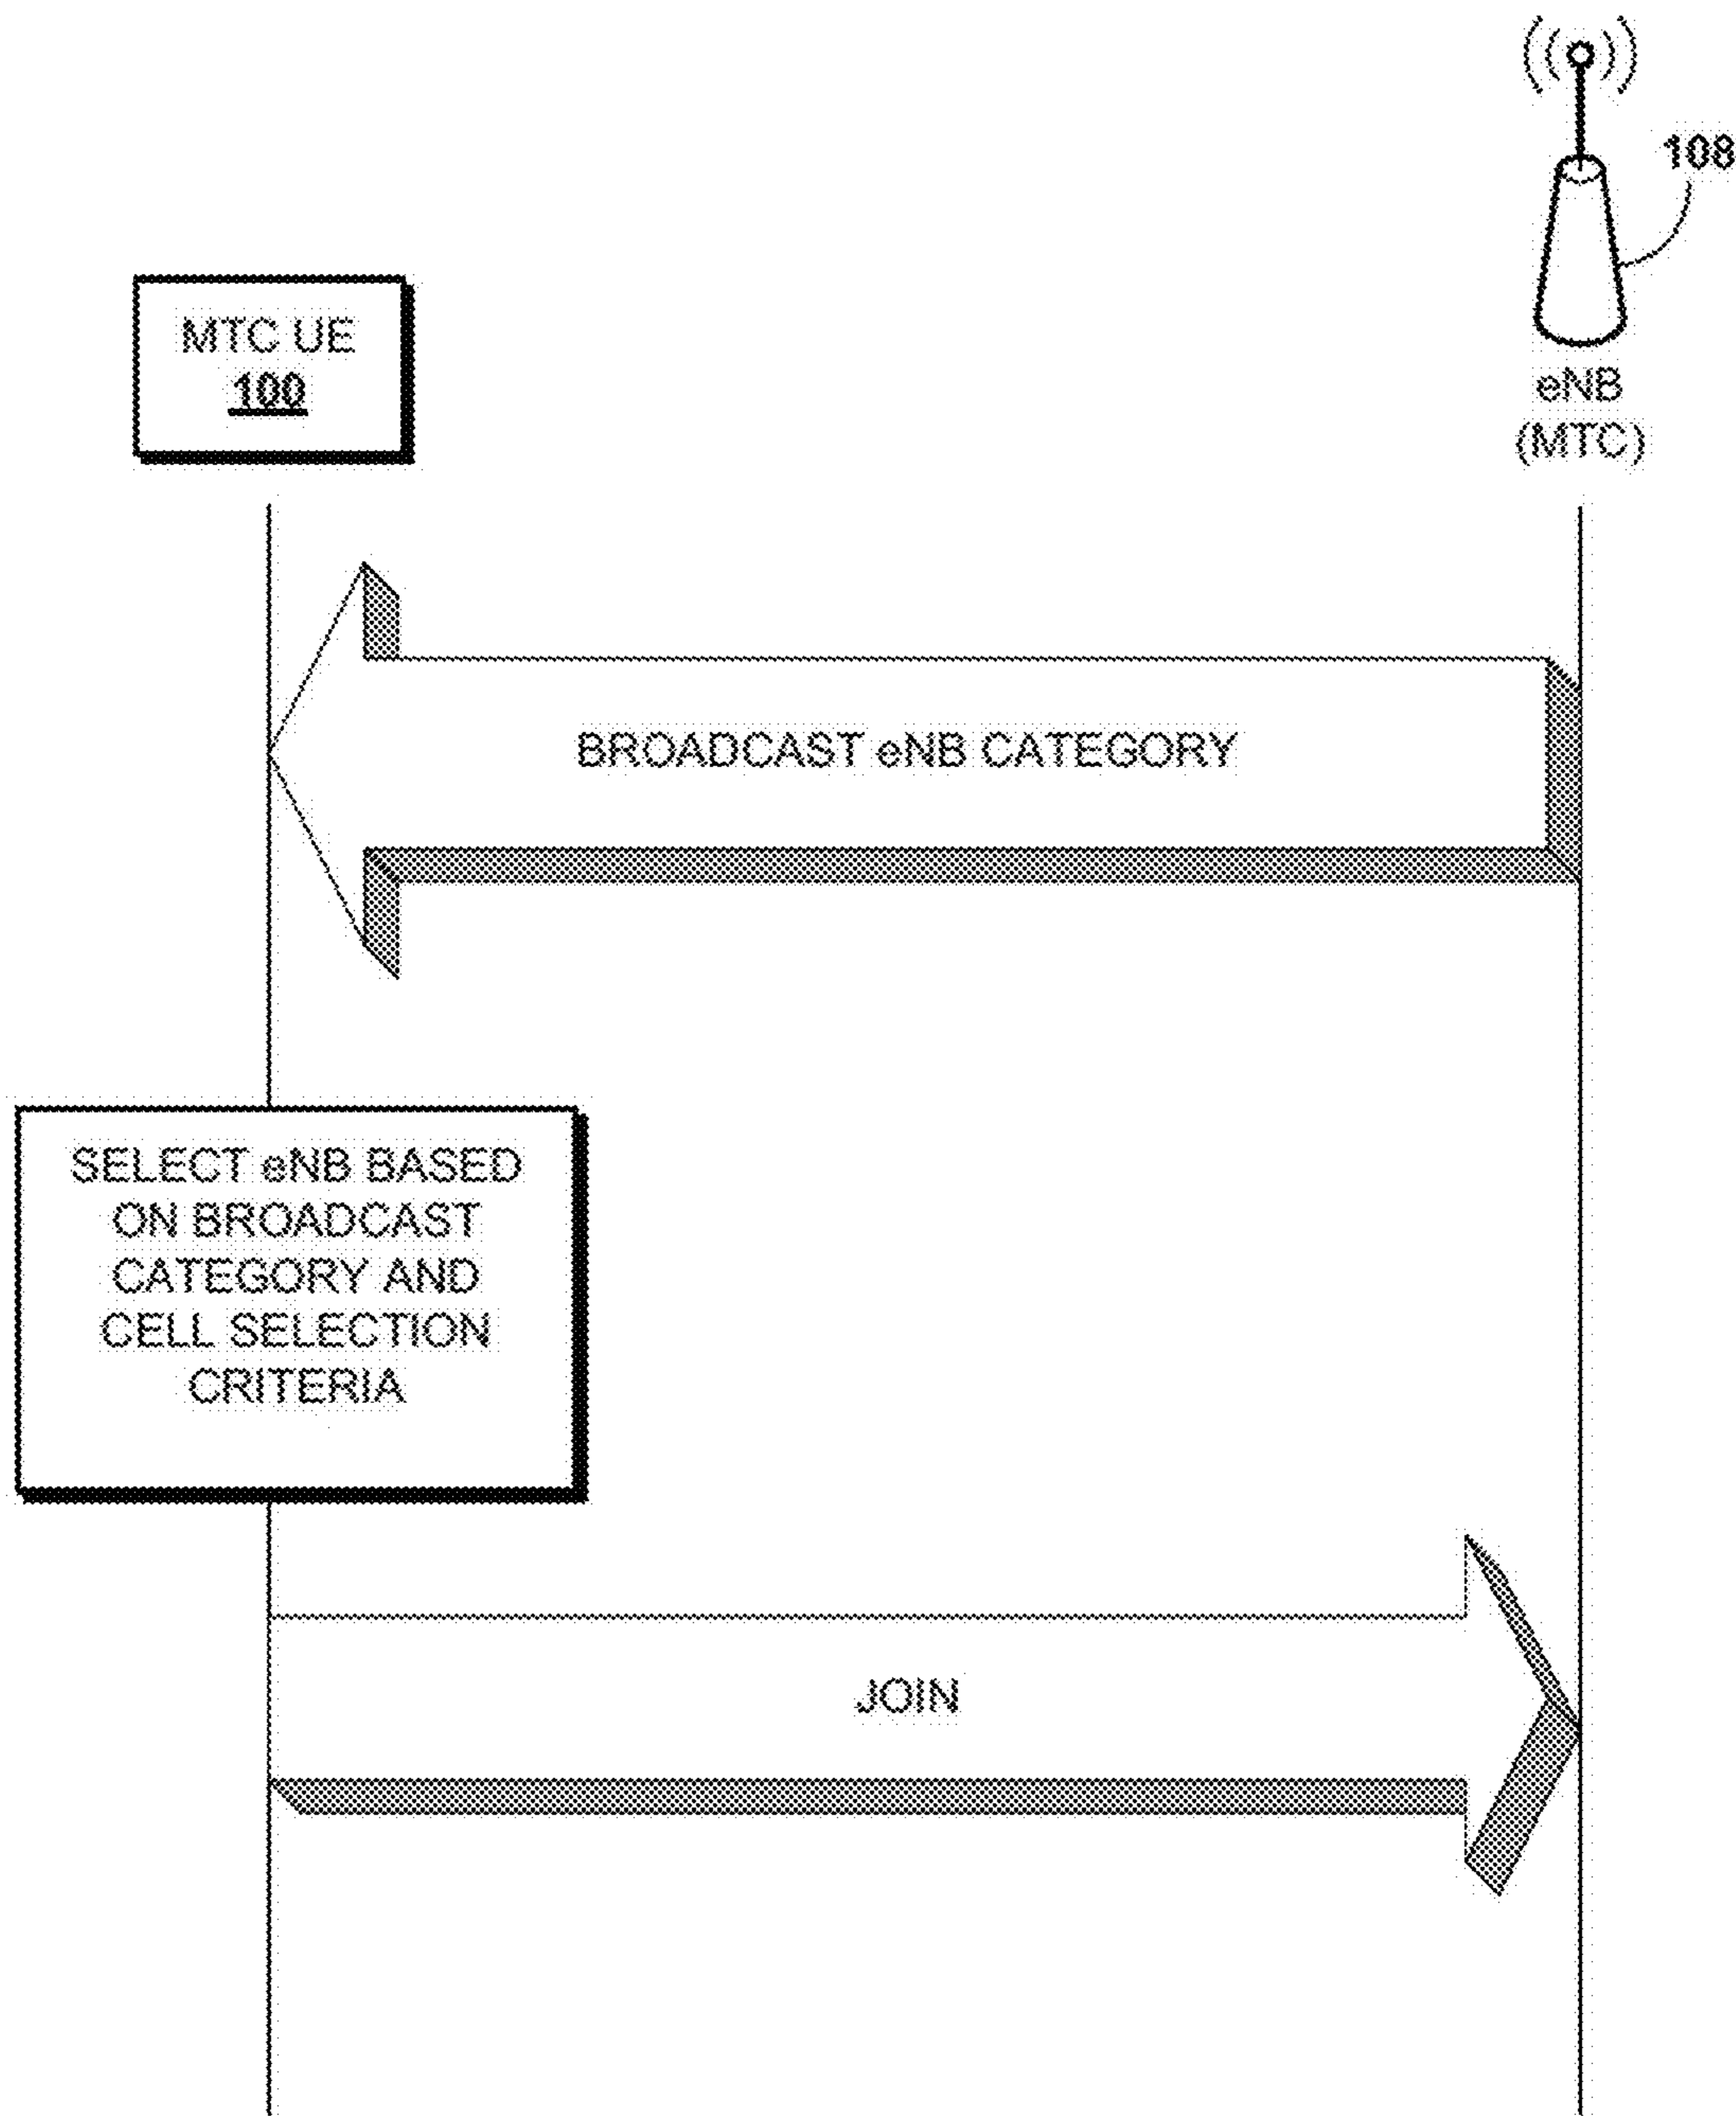 108
MTC UE
100
eNB
(MTC)
BROADCAST eNB CATEGORY
SELECT eNB BASED
ON BROADCAST
CATEGORY AND
CELL SELECTION
CRITERIA
JOIN